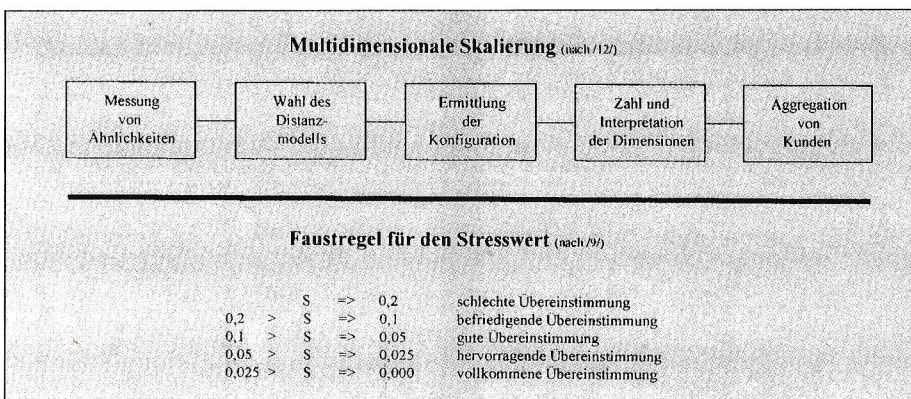 Multidimensionale Skalierung (nach /12/)
Messung
von
Ähnlichkeiten
Wahl des
Distanz-
modells
Ermittlung
der
Konfiguration
Zahl und
Interpretation
der Dimensionen
Aggregation
von
Kunden
Faustregel für den Stresswert (nach /9/)
S => 0,2 schlechte Übereinstimmung
0,2 > S => 0,1 befriedigende Übereinstimmung
0,1 > S => 0,05 gute Übereinstimmung
0,05 > S => 0,025 hervorragende Übereinstimmung
0,025 > S => 0,000 vollkommene Übereinstimmung